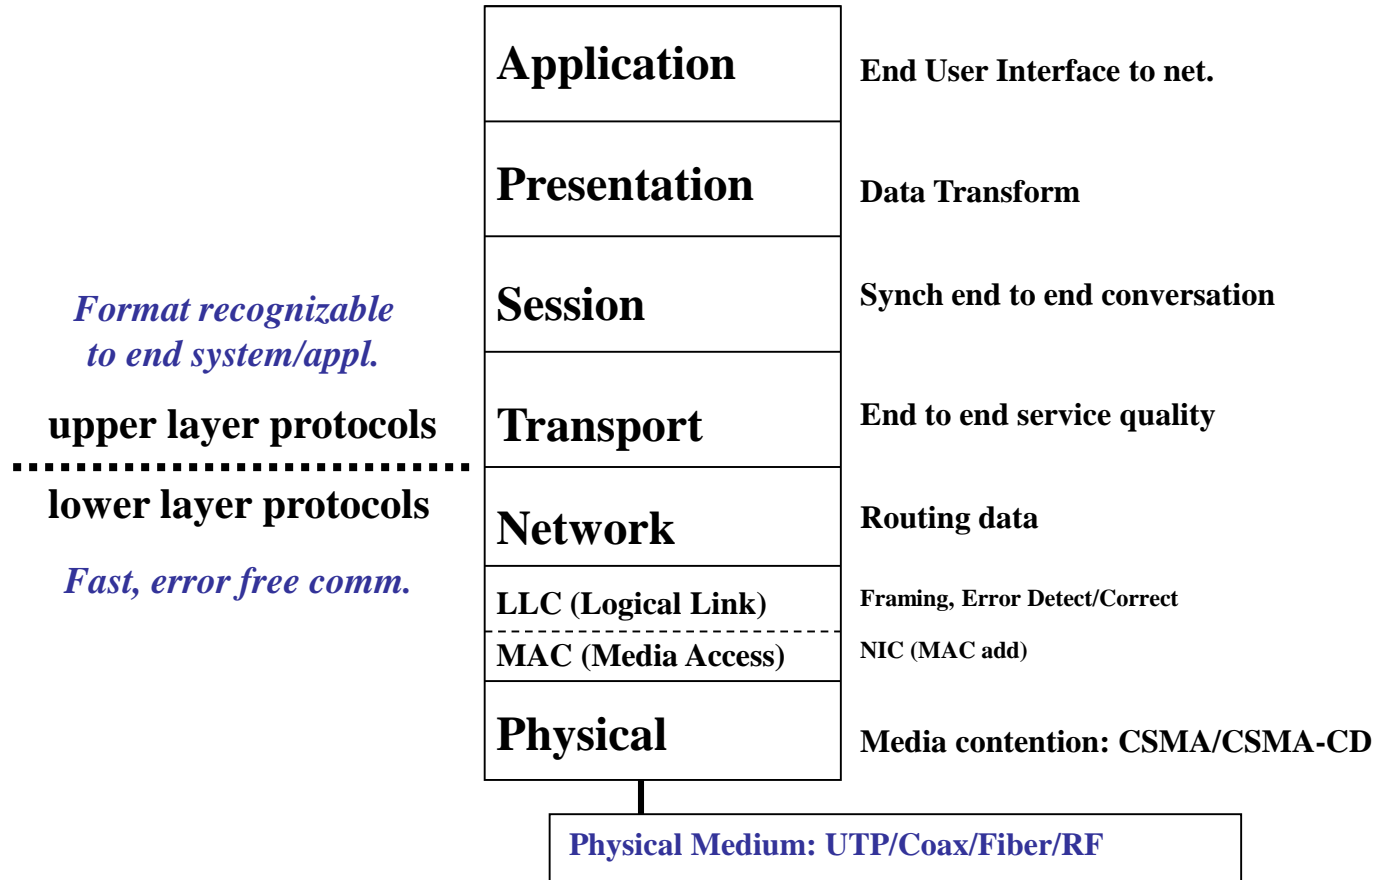 Application
End User Interface to net.
Presentation
Data Transform
Session
Synch end to end conversation
Format recognizable
to end system/appl.
upper layer protocols
Transport
End to end service quality
lower layer protocols
Network
Routing data
Fast, error free comm.
LLC (Logical Link)
Framing, Error Detect/Correct
MAC (Media Access)
NIC (MAC add)
Physical
Media contention: CSMA/CSMA-CD
Physical Medium: UTP/Coax/Fiber/RF